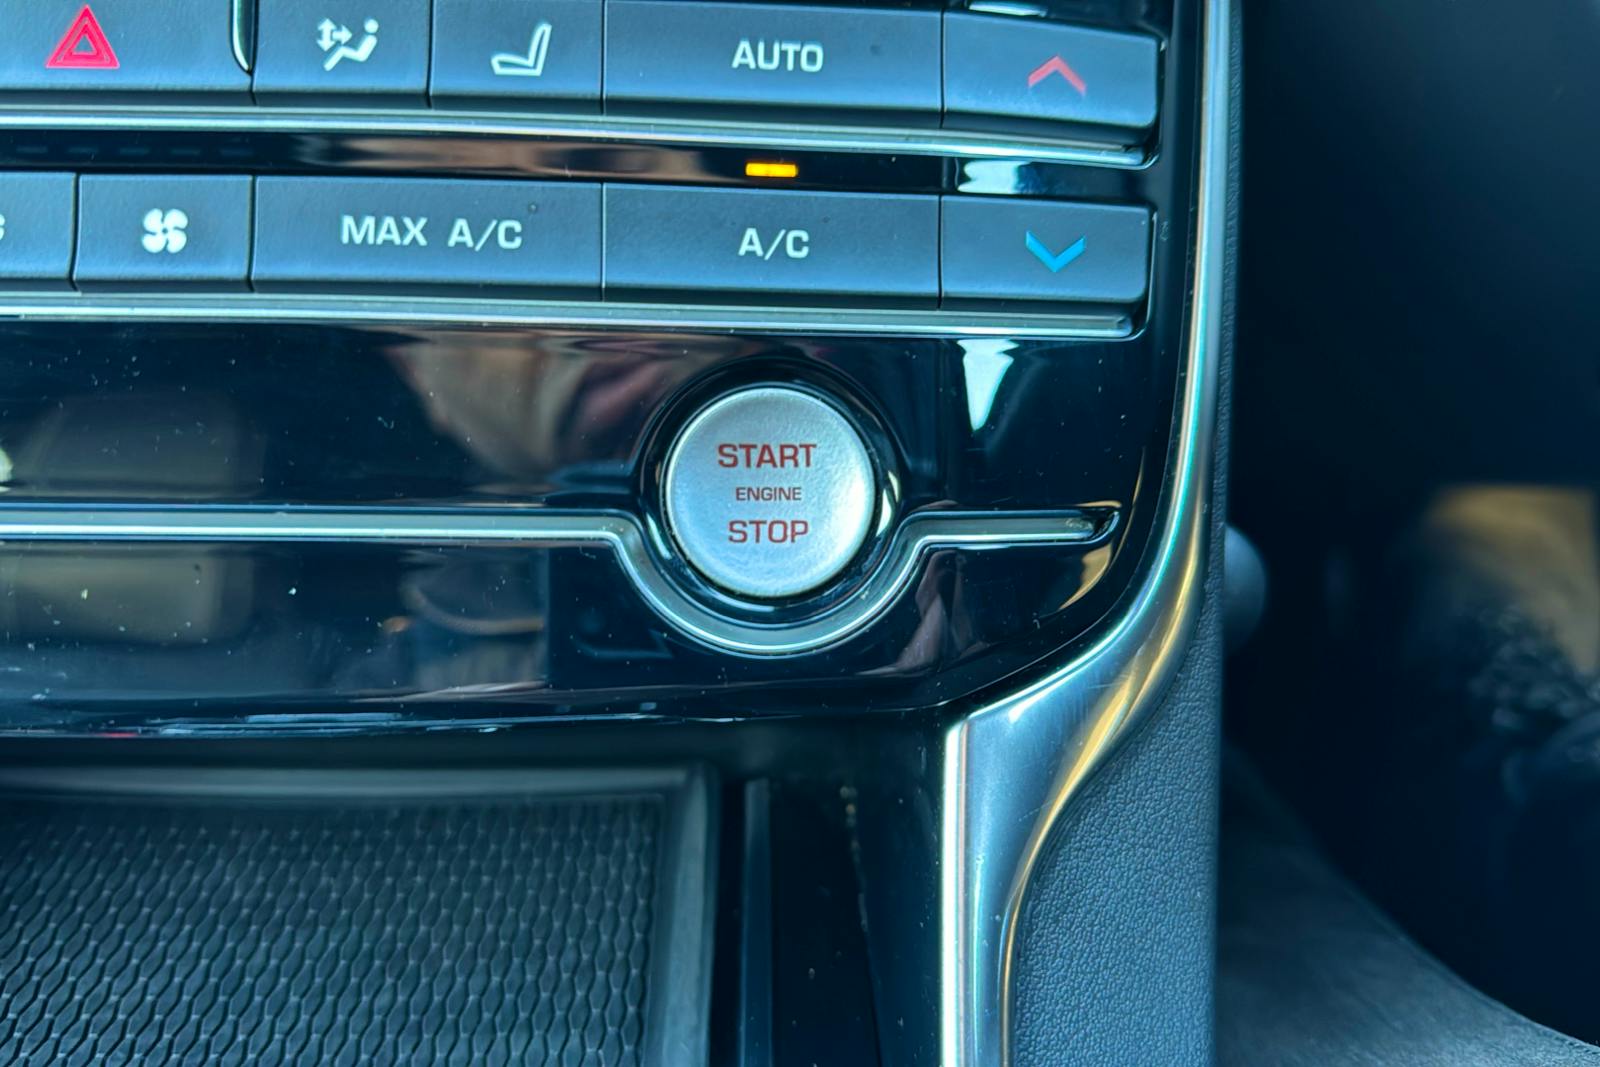 AUTO
MAX A/C
A/C
START
ENGINE
STOP